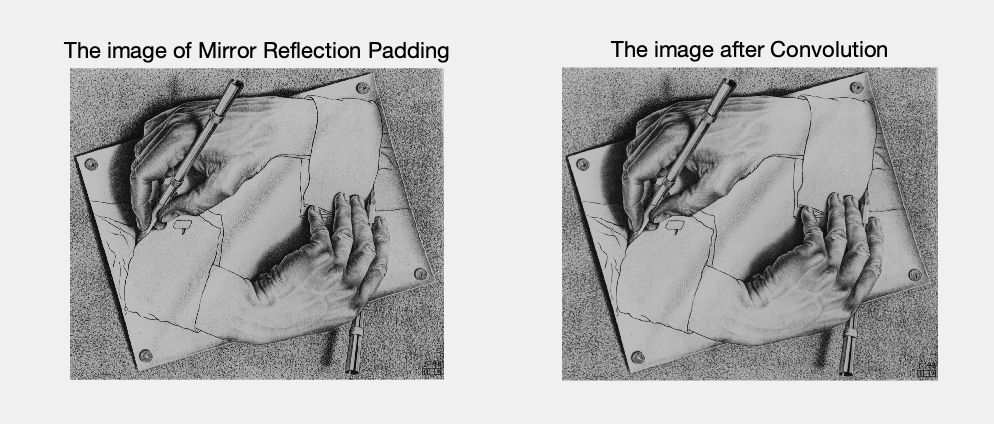 The image of Mirror Reflection Padding
The image after Convolution